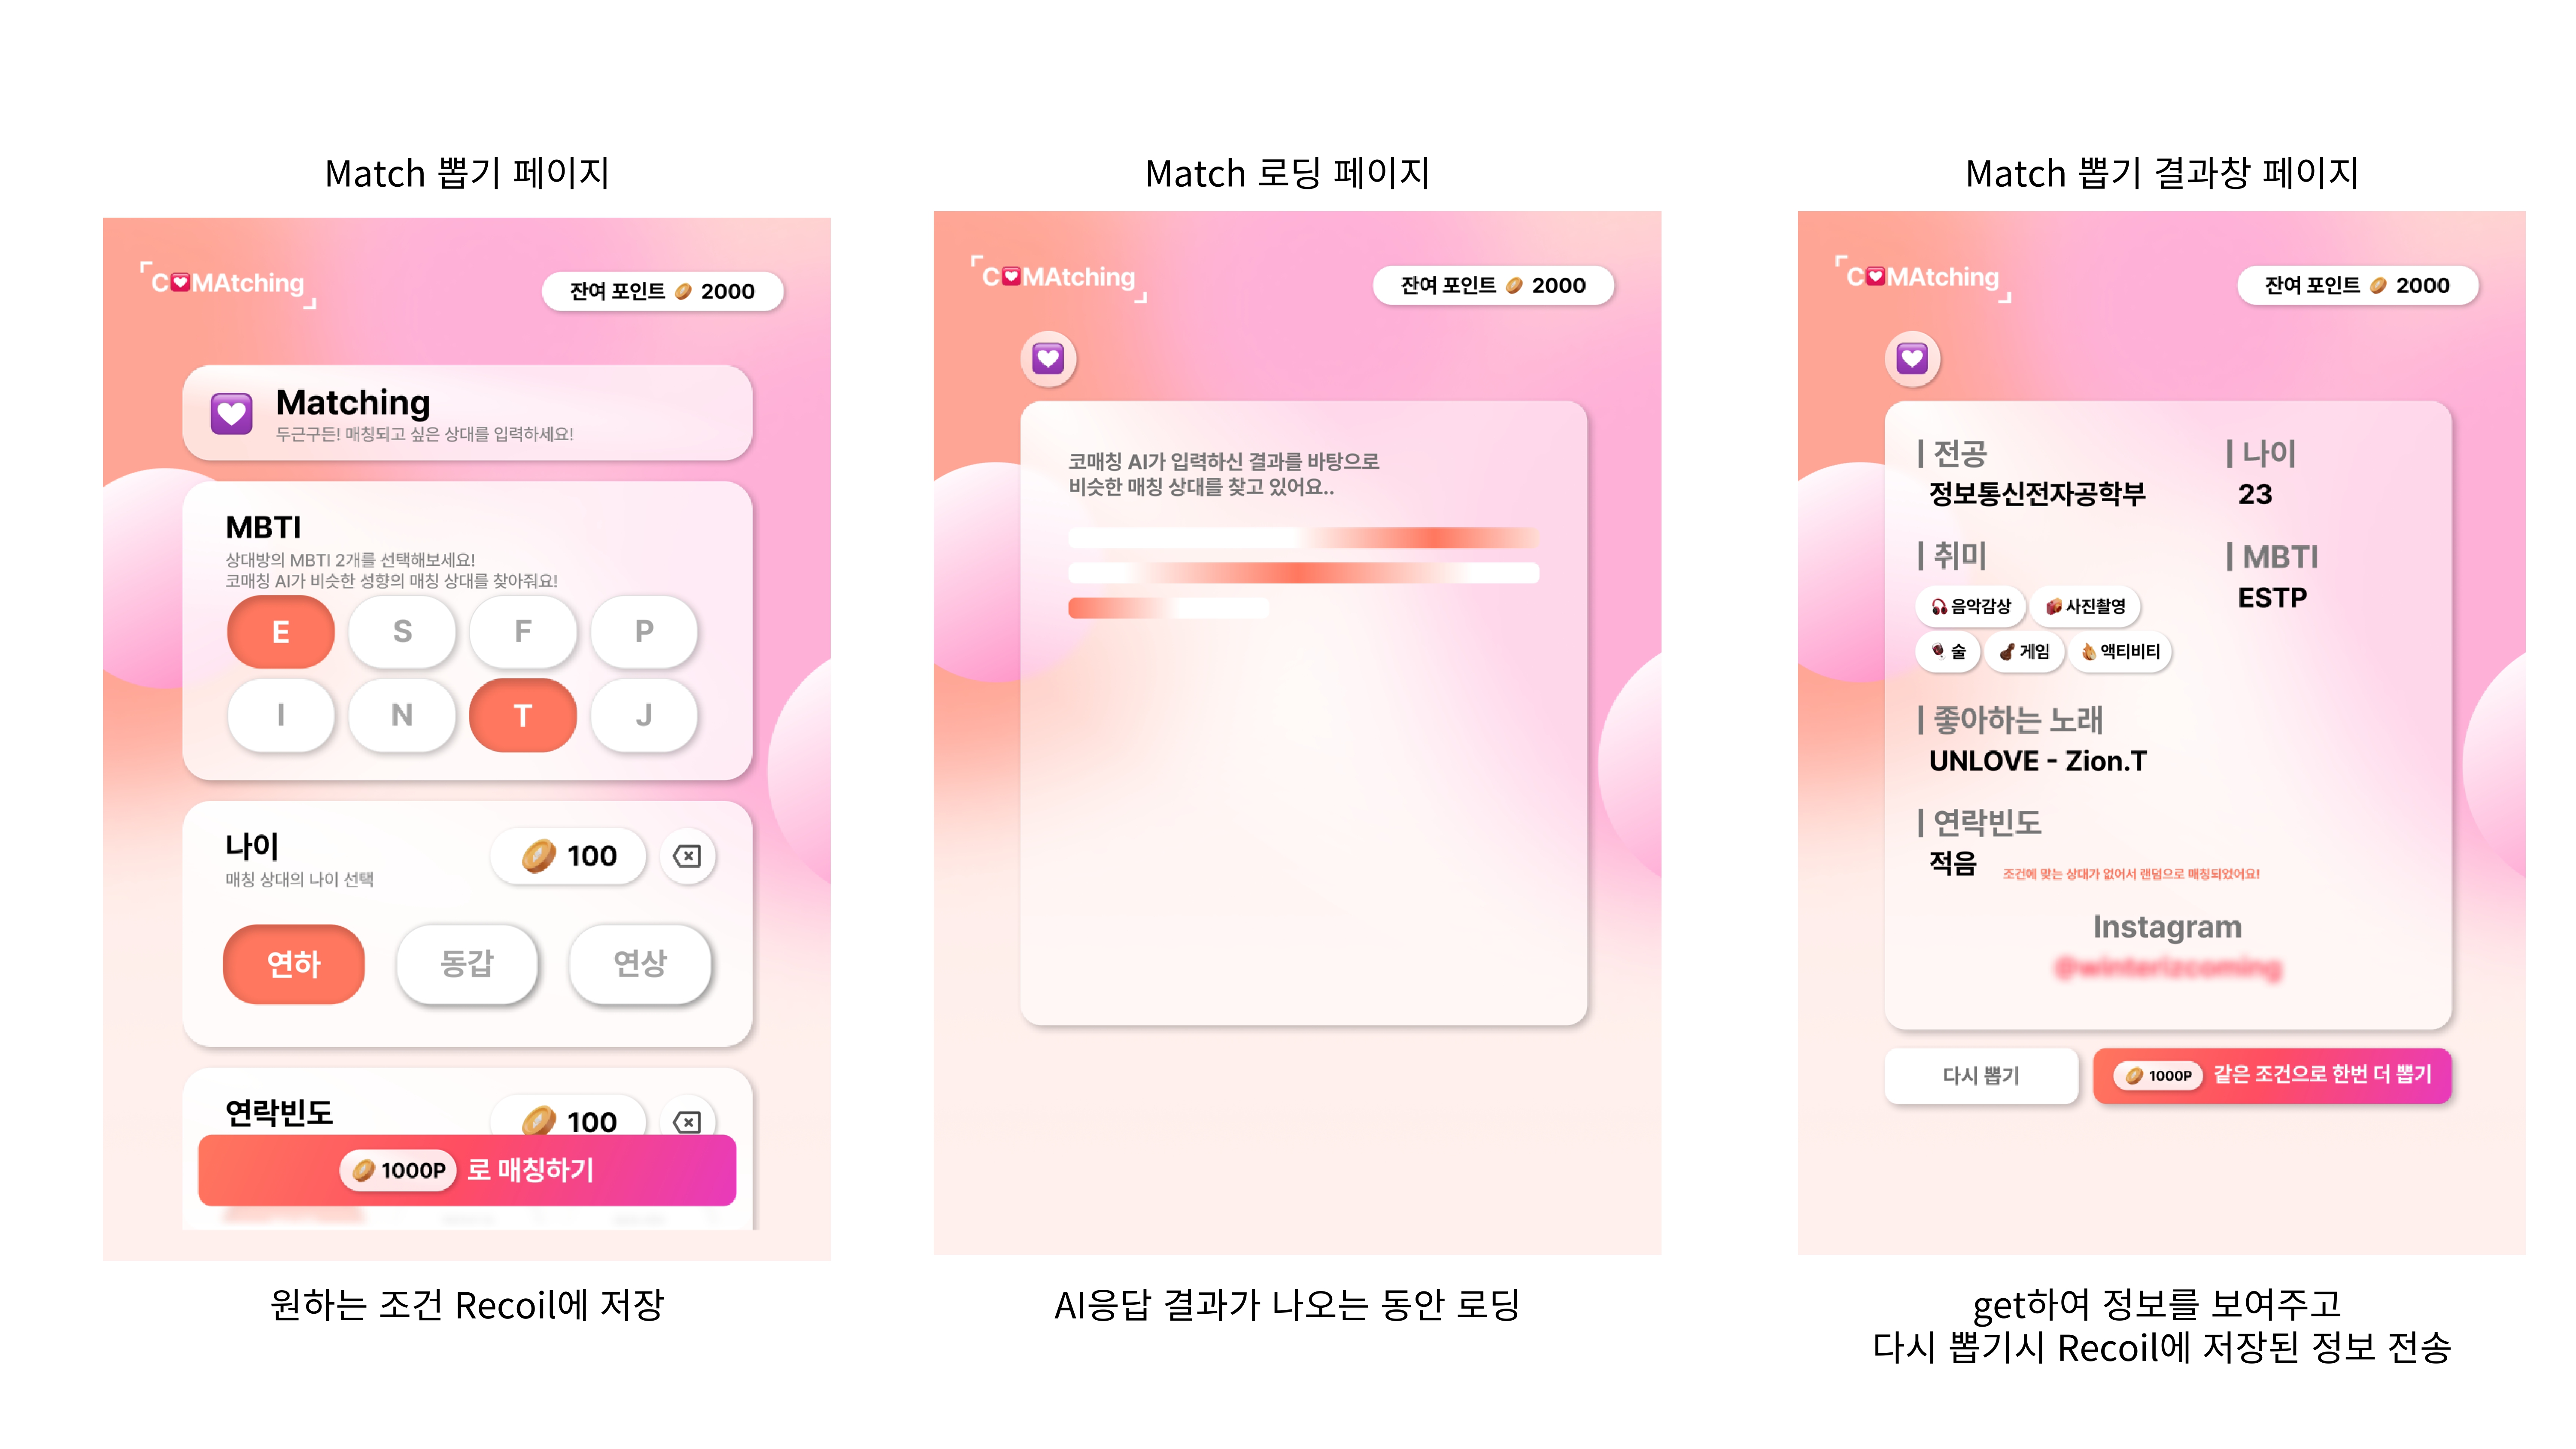 Match 뽑기 페이지
C MAtching
잔여 포인트 2000
Matching
두근구든! 매칭되고 싶은 상대를 입력하세요!
MBTI
상대방의 MBTI 2개를 선택해보세요!
코매칭 AI가 비슷한 성향의 매칭 상대를 찾아줘요!
E S F P
I N T J
나이 100
매칭 상대의 나이 선택
연하 동갑 연상
연락빈도 100
1000P 로 매칭하기
원하는 조건 Recoil에 저장
Match 로딩 페이지
C MAtching
잔여 포인트 2000
코매칭 AI가 입력하신 결과를 바탕으로
비슷한 매칭 상대를 찾고 있어요..
AI응답 결과가 나오는 동안 로딩
Match 뽑기 결과창 페이지
C MAtching
잔여 포인트 2000
| 전공 | 나이
정보통신전자공학부 23
| 취미 | MBTI
음악감상 사진촬영 ESTP
술 게임 액티비티
| 좋아하는 노래
UNLOVE - Zion.T
| 연락빈도
적음 조건에 맞는 상대가 없어서 랜덤으로 매칭되었어요!
Instagram
@winterizcoming
다시 뽑기 1000P 같은 조건으로 한번 더 뽑기
get하여 정보를 보여주고
다시 뽑기시 Recoil에 저장된 정보 전송